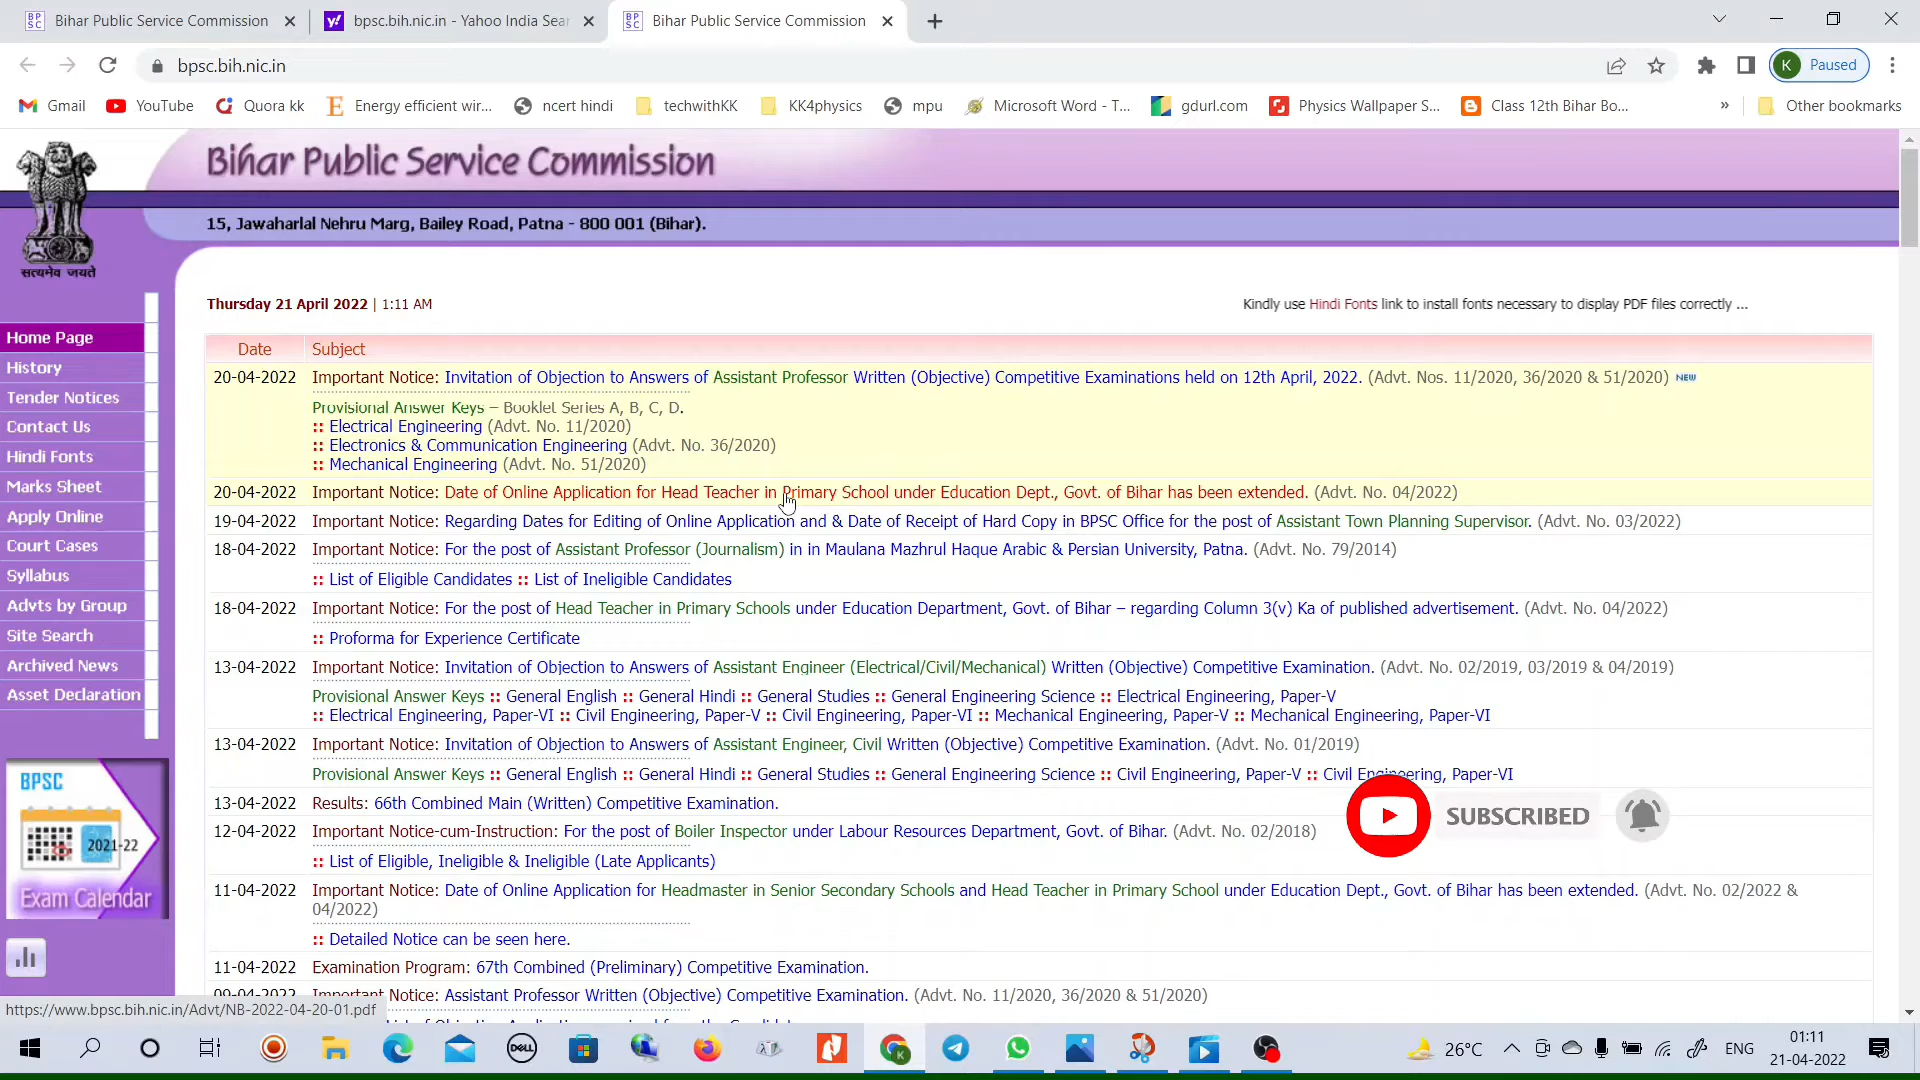 Bihar Public Service Commission
bpsc.bih.nic.in - Yahoo India Sear
Bihar Public Service Commission
bpsc.bih.nic.in
K Paused
Gmail
YouTube
Quora kk
Energy efficient wir...
ncert hindi
techwithKK
KK4physics
mpu
Microsoft Word - T...
gdurl.com
Physics Wallpaper S...
Class 12th Bihar Bo...
»
Other bookmarks
Bihar Public Service Commission
15, Jawaharlal Nehru Marg, Bailey Road, Patna - 800 001 (Bihar).
सत्यमेव जयते
Thursday 21 April 2022 | 1:11 AM
Kindly use Hindi Fonts link to install fonts necessary to display PDF files correctly ...
Home Page
History
Tender Notices
Contact Us
Hindi Fonts
Marks Sheet
Apply Online
Court Cases
Syllabus
Advts by Group
Site Search
Archived News
Asset Declaration
BPSC
2021-22
Exam Calendar
Date Subject
20-04-2022 Important Notice: Invitation of Objection to Answers of Assistant Professor Written (Objective) Competitive Examinations held on 12th April, 2022. (Advt. Nos. 11/2020, 36/2020 & 51/2020) NEW
Provisional Answer Keys – Booklet Series A, B, C, D.
:: Electrical Engineering (Advt. No. 11/2020)
:: Electronics & Communication Engineering (Advt. No. 36/2020)
:: Mechanical Engineering (Advt. No. 51/2020)
20-04-2022 Important Notice: Date of Online Application for Head Teacher in Primary School under Education Dept., Govt. of Bihar has been extended. (Advt. No. 04/2022)
19-04-2022 Important Notice: Regarding Dates for Editing of Online Application and & Date of Receipt of Hard Copy in BPSC Office for the post of Assistant Town Planning Supervisor. (Advt. No. 03/2022)
18-04-2022 Important Notice: For the post of Assistant Professor (Journalism) in in Maulana Mazhrul Haque Arabic & Persian University, Patna. (Advt. No. 79/2014)
:: List of Eligible Candidates :: List of Ineligible Candidates
18-04-2022 Important Notice: For the post of Head Teacher in Primary Schools under Education Department, Govt. of Bihar – regarding Column 3(v) Ka of published advertisement. (Advt. No. 04/2022)
:: Proforma for Experience Certificate
13-04-2022 Important Notice: Invitation of Objection to Answers of Assistant Engineer (Electrical/Civil/Mechanical) Written (Objective) Competitive Examination. (Advt. No. 02/2019, 03/2019 & 04/2019)
Provisional Answer Keys :: General English :: General Hindi :: General Studies :: General Engineering Science :: Electrical Engineering, Paper-V
:: Electrical Engineering, Paper-VI :: Civil Engineering, Paper-V :: Civil Engineering, Paper-VI :: Mechanical Engineering, Paper-V :: Mechanical Engineering, Paper-VI
13-04-2022 Important Notice: Invitation of Objection to Answers of Assistant Engineer, Civil Written (Objective) Competitive Examination. (Advt. No. 01/2019)
Provisional Answer Keys :: General English :: General Hindi :: General Studies :: General Engineering Science :: Civil Engineering, Paper-V :: Civil Engineering, Paper-VI
13-04-2022 Results: 66th Combined Main (Written) Competitive Examination.
12-04-2022 Important Notice-cum-Instruction: For the post of Boiler Inspector under Labour Resources Department, Govt. of Bihar. (Advt. No. 02/2018)
:: List of Eligible, Ineligible & Ineligible (Late Applicants)
SUBSCRIBED
11-04-2022 Important Notice: Date of Online Application for Headmaster in Senior Secondary Schools and Head Teacher in Primary School under Education Dept., Govt. of Bihar has been extended. (Advt. No. 02/2022 &
04/2022)
:: Detailed Notice can be seen here.
11-04-2022 Examination Program: 67th Combined (Preliminary) Competitive Examination.
09-04-2022 Important Notice: Assistant Professor Written (Objective) Competitive Examination. (Advt. No. 11/2020, 36/2020 & 51/2020)
https://www.bpsc.bih.nic.in/Advt/NB-2022-04-20-01.pdf
DELL
K
26°C
ENG
01:11
21-04-2022